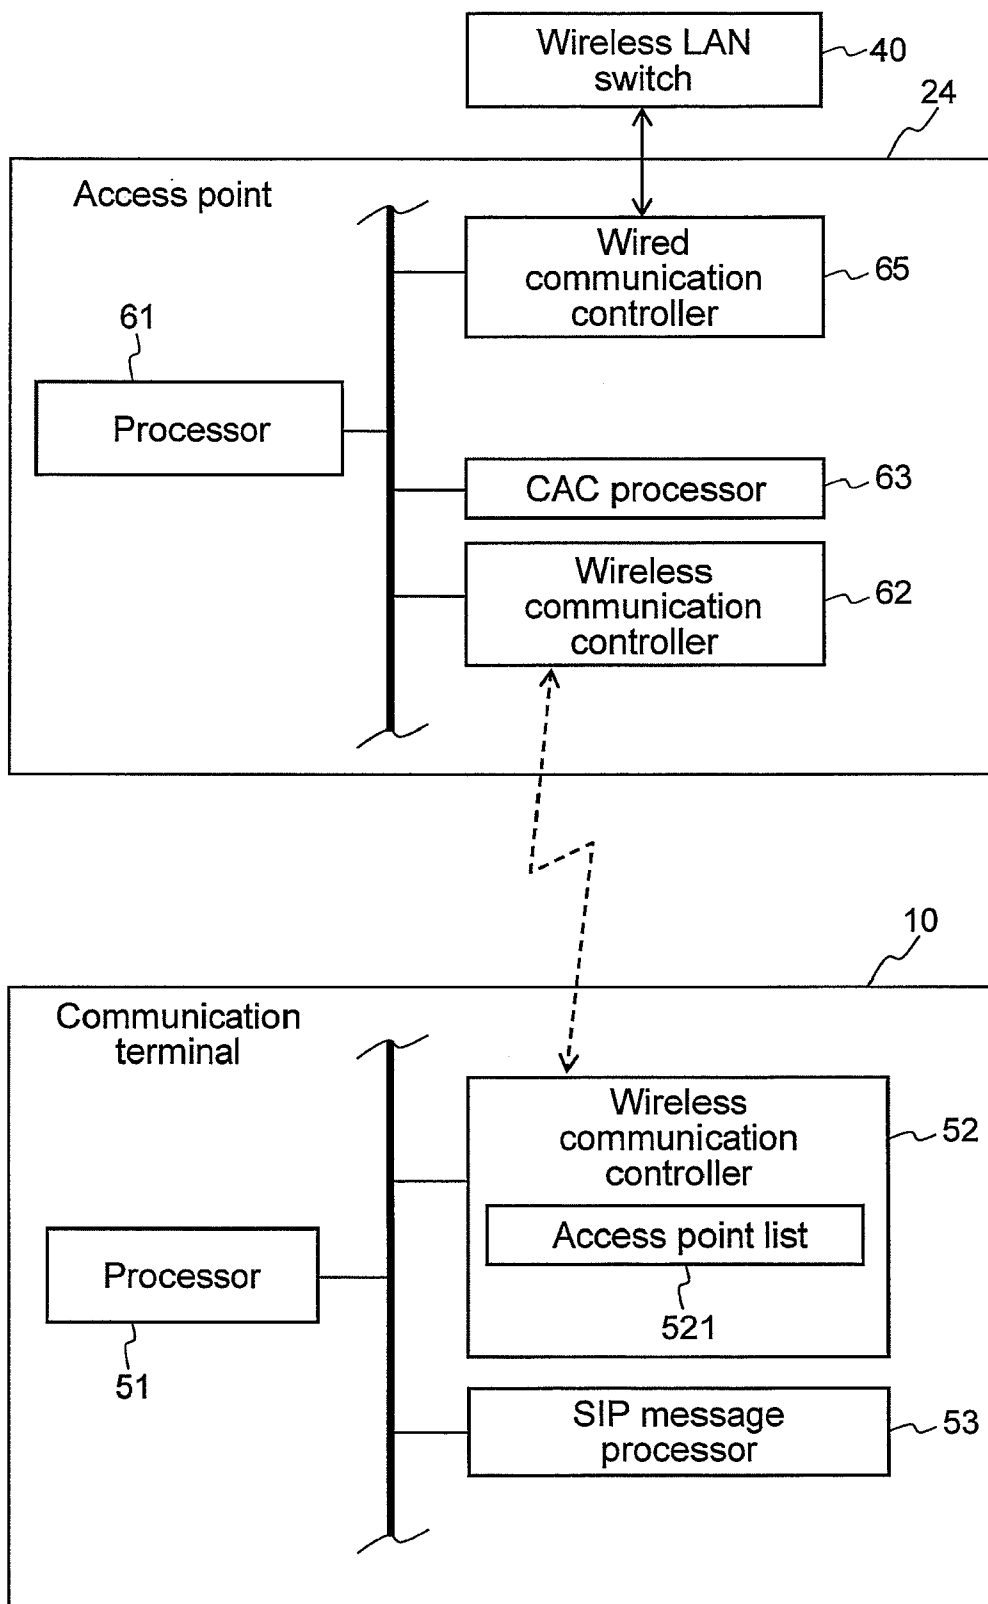 Wireless LAN
switch
40
24
Access point
Wired
communication
controller
65
61
Processor
CAC processor
63
Wireless
communication
controller
62
10
Communication
terminal
Wireless
communication
controller
52
Access point list
521
Processor
51
SIP message
processor
53